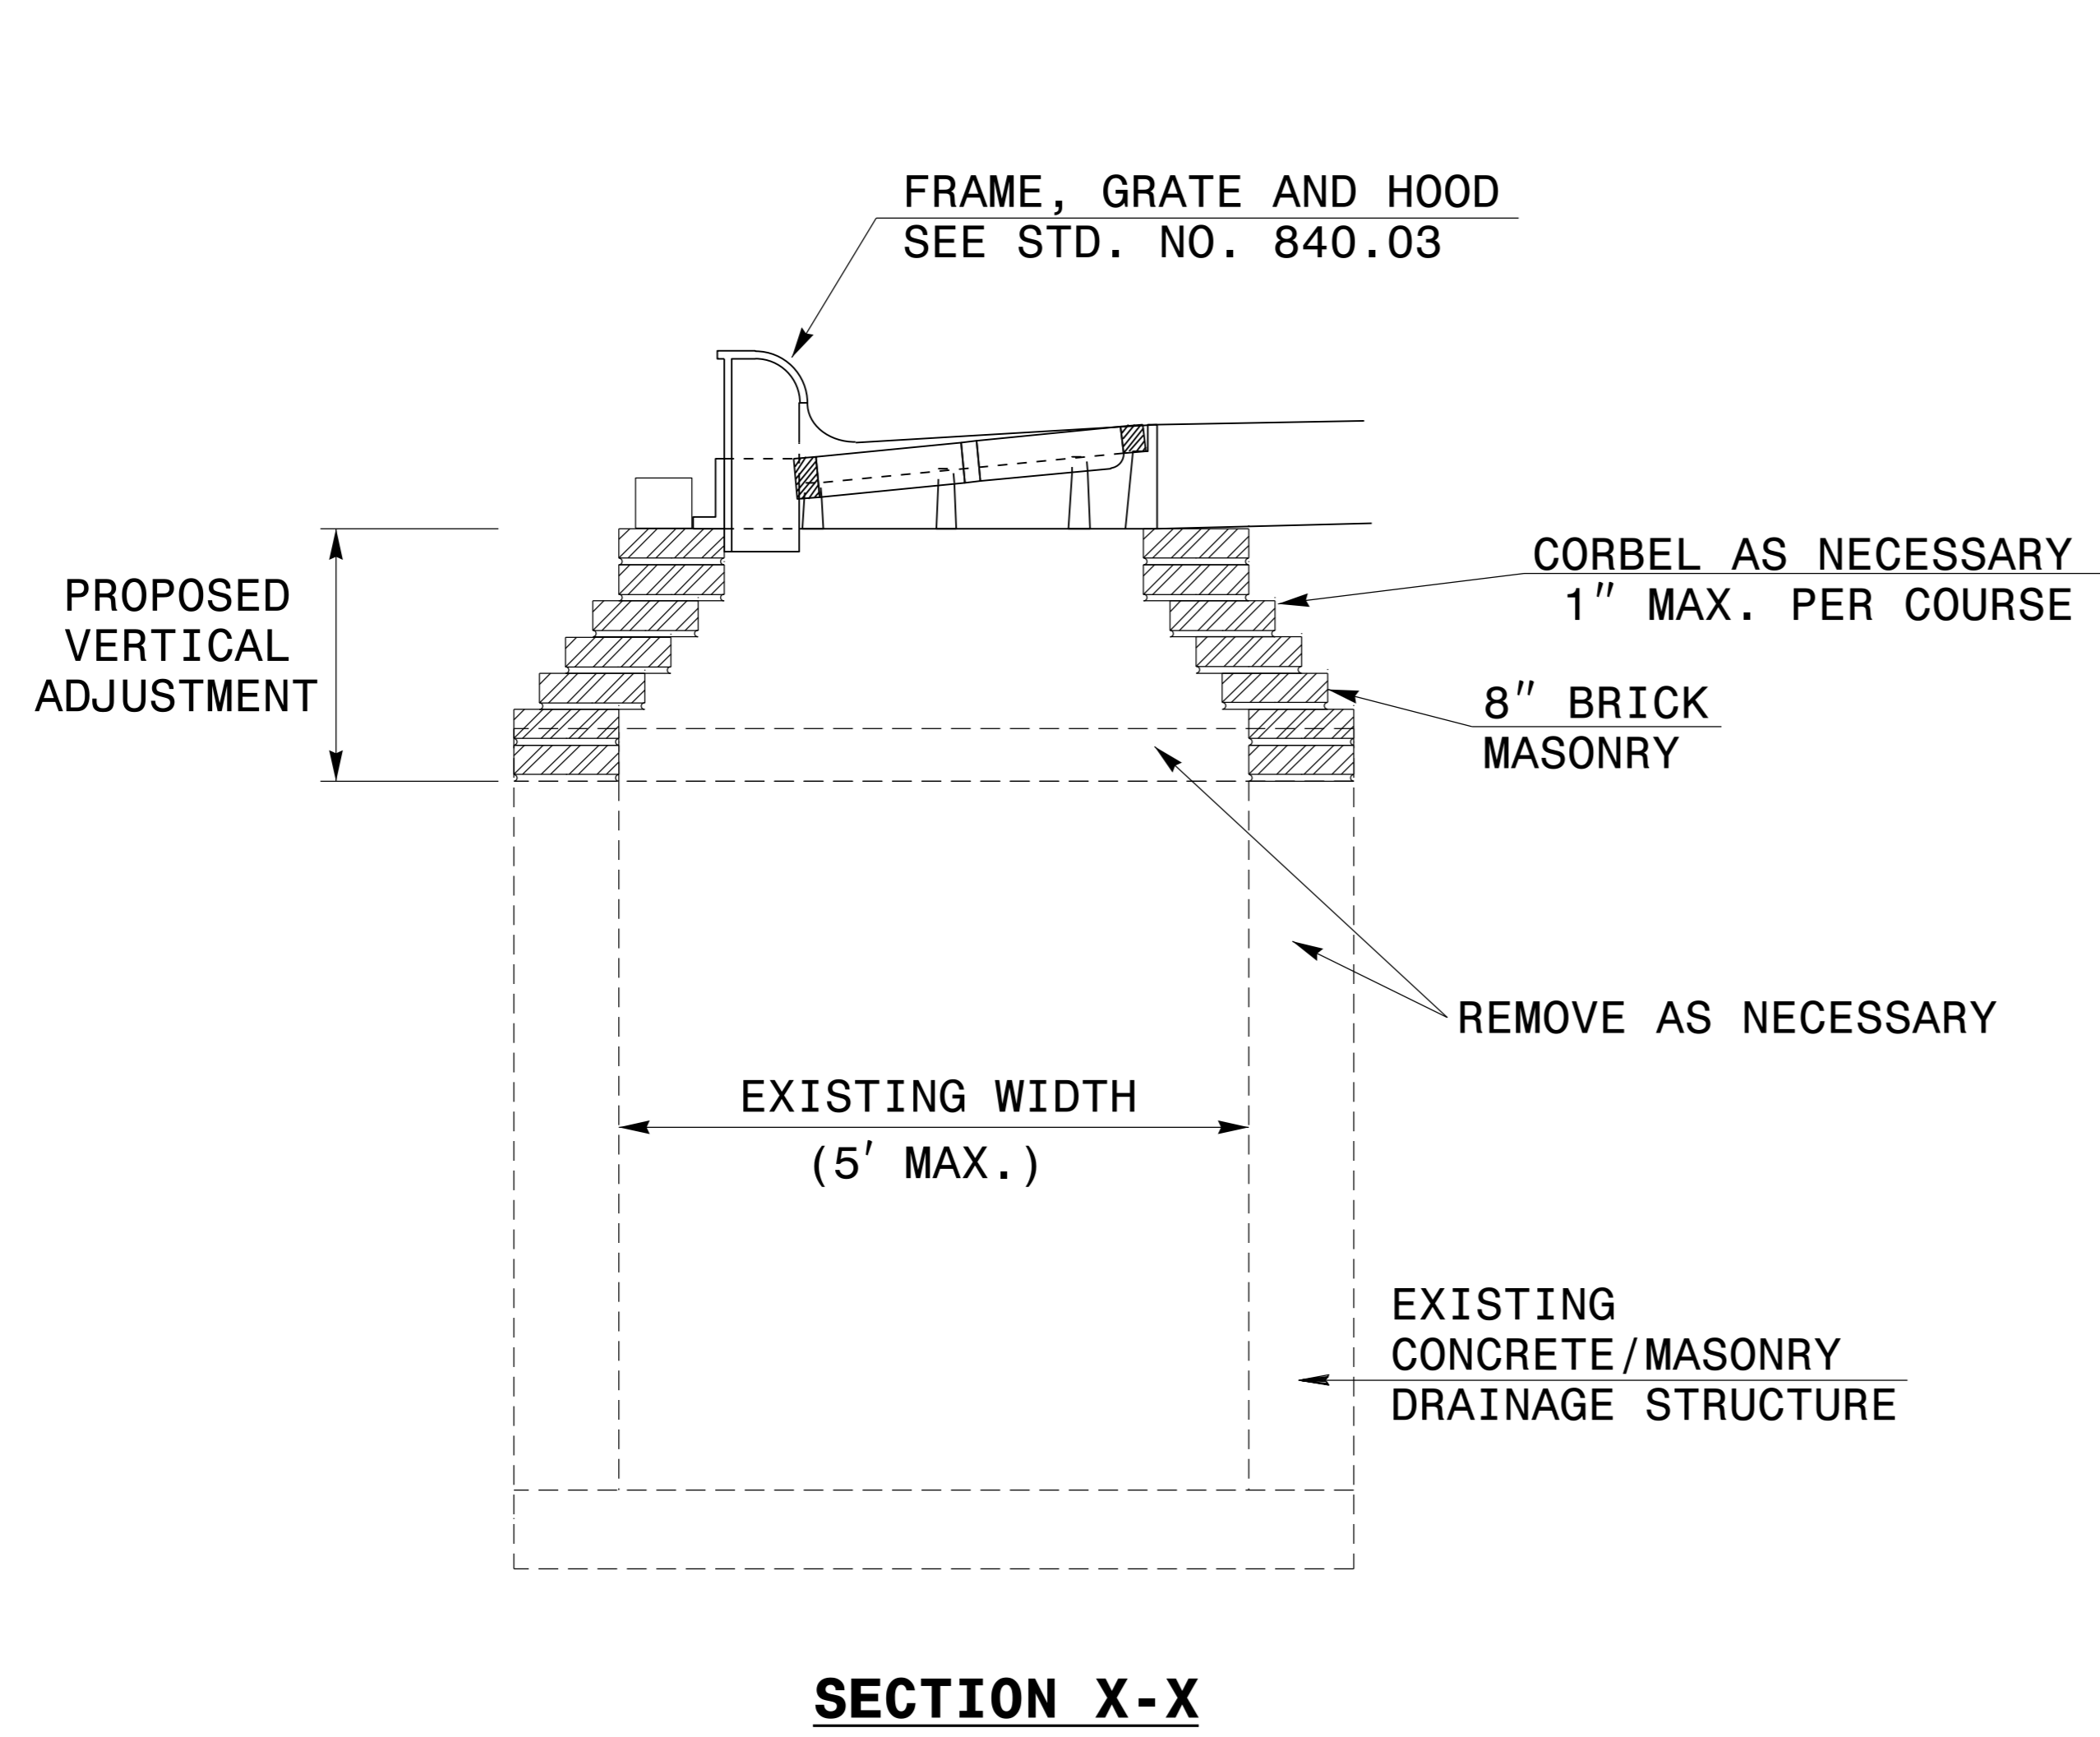 FRAME, GRATE AND HOOD
SEE STD. NO. 840.03
CORBEL AS NECESSARY
1" MAX. PER COURSE
PROPOSED
VERTICAL
ADJUSTMENT
8" BRICK
MASONRY
REMOVE AS NECESSARY
EXISTING WIDTH
(5' MAX.)
EXISTING
CONCRETE/MASONRY
DRAINAGE STRUCTURE
SECTION X-X